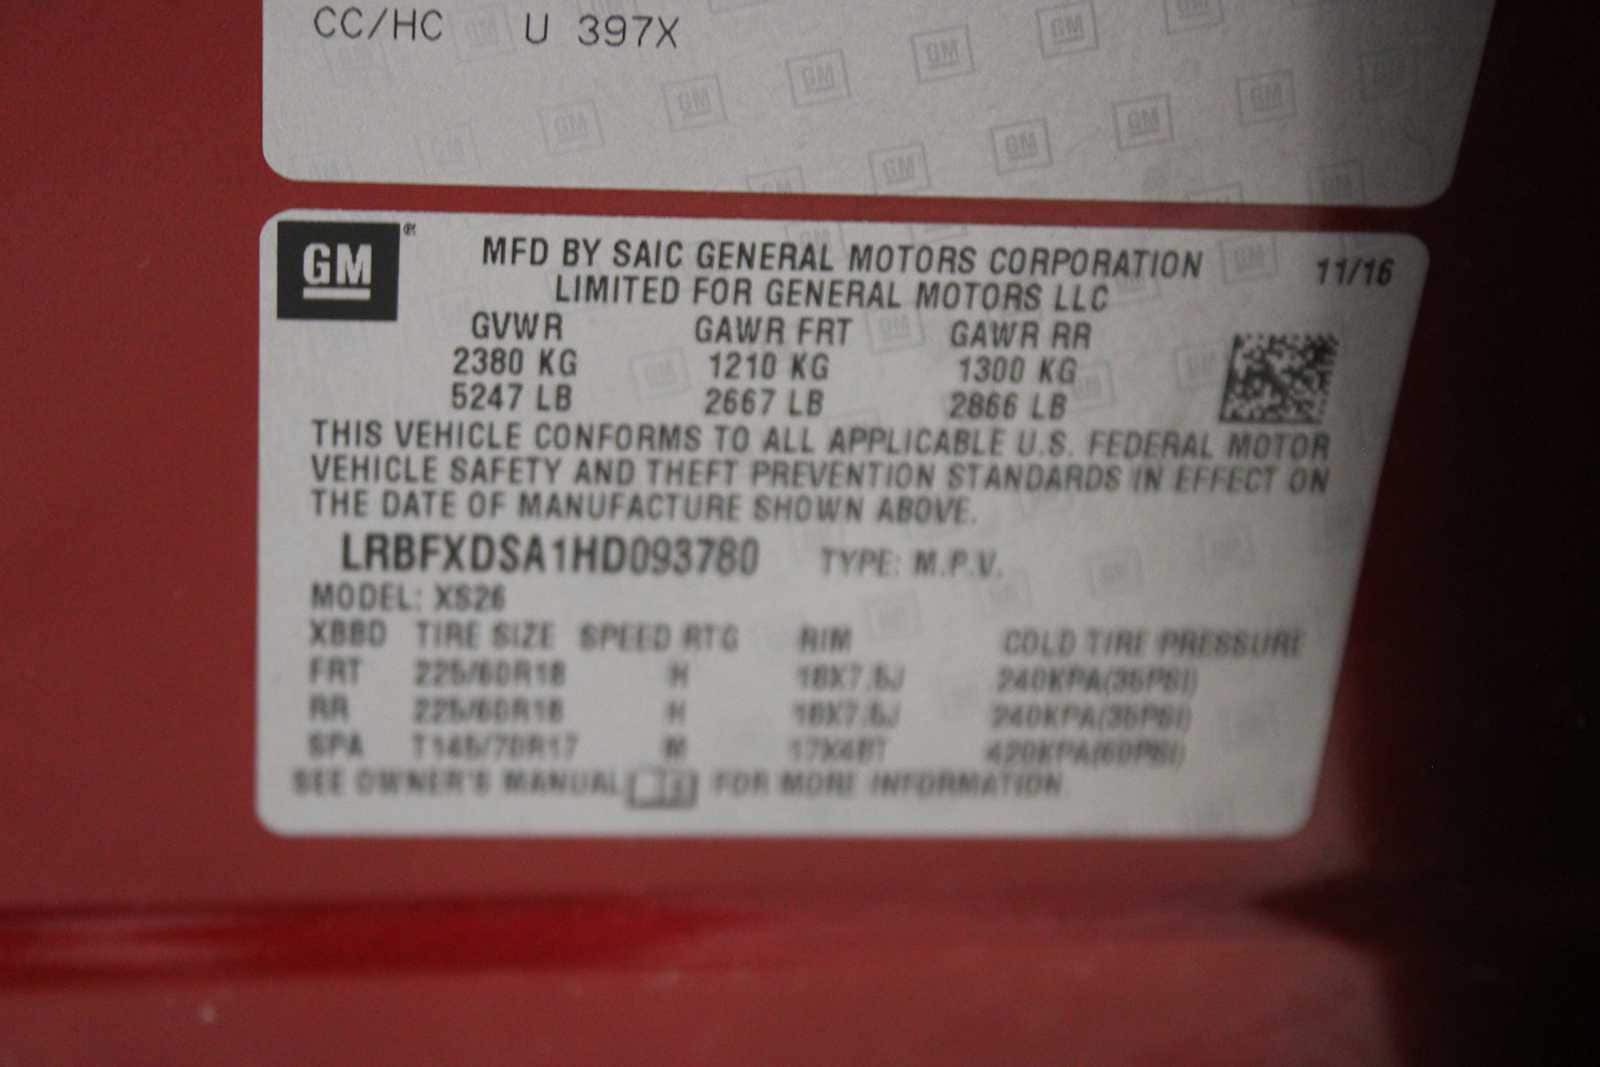 CC/HC U 397X
GM
MFD BY SAIC GENERAL MOTORS CORPORATION 11/16
LIMITED FOR GENERAL MOTORS LLC
GVWR GAWR FRT GAWR RR
2380 KG 1210 KG 1300 KG
5247 LB 2667 LB 2866 LB
THIS VEHICLE CONFORMS TO ALL APPLICABLE U.S. FEDERAL MOTOR
VEHICLE SAFETY AND THEFT PREVENTION STANDARDS IN EFFECT ON
THE DATE OF MANUFACTURE SHOWN ABOVE.
LRBFXDSA1HD093780 TYPE: M.P.V.
MODEL: XS26
XBBD TIRE SIZE SPEED RTG RIM COLD TIRE PRESSURE
FRT 225/60R18 H 18X7.5J 240KPA(35PSI)
RR 225/60R18 H 18X7.5J 240KPA(35PSI)
SPA T145/70R17 M 17X4BT 420KPA(60PSI)
SEE OWNER'S MANUAL FOR MORE INFORMATION